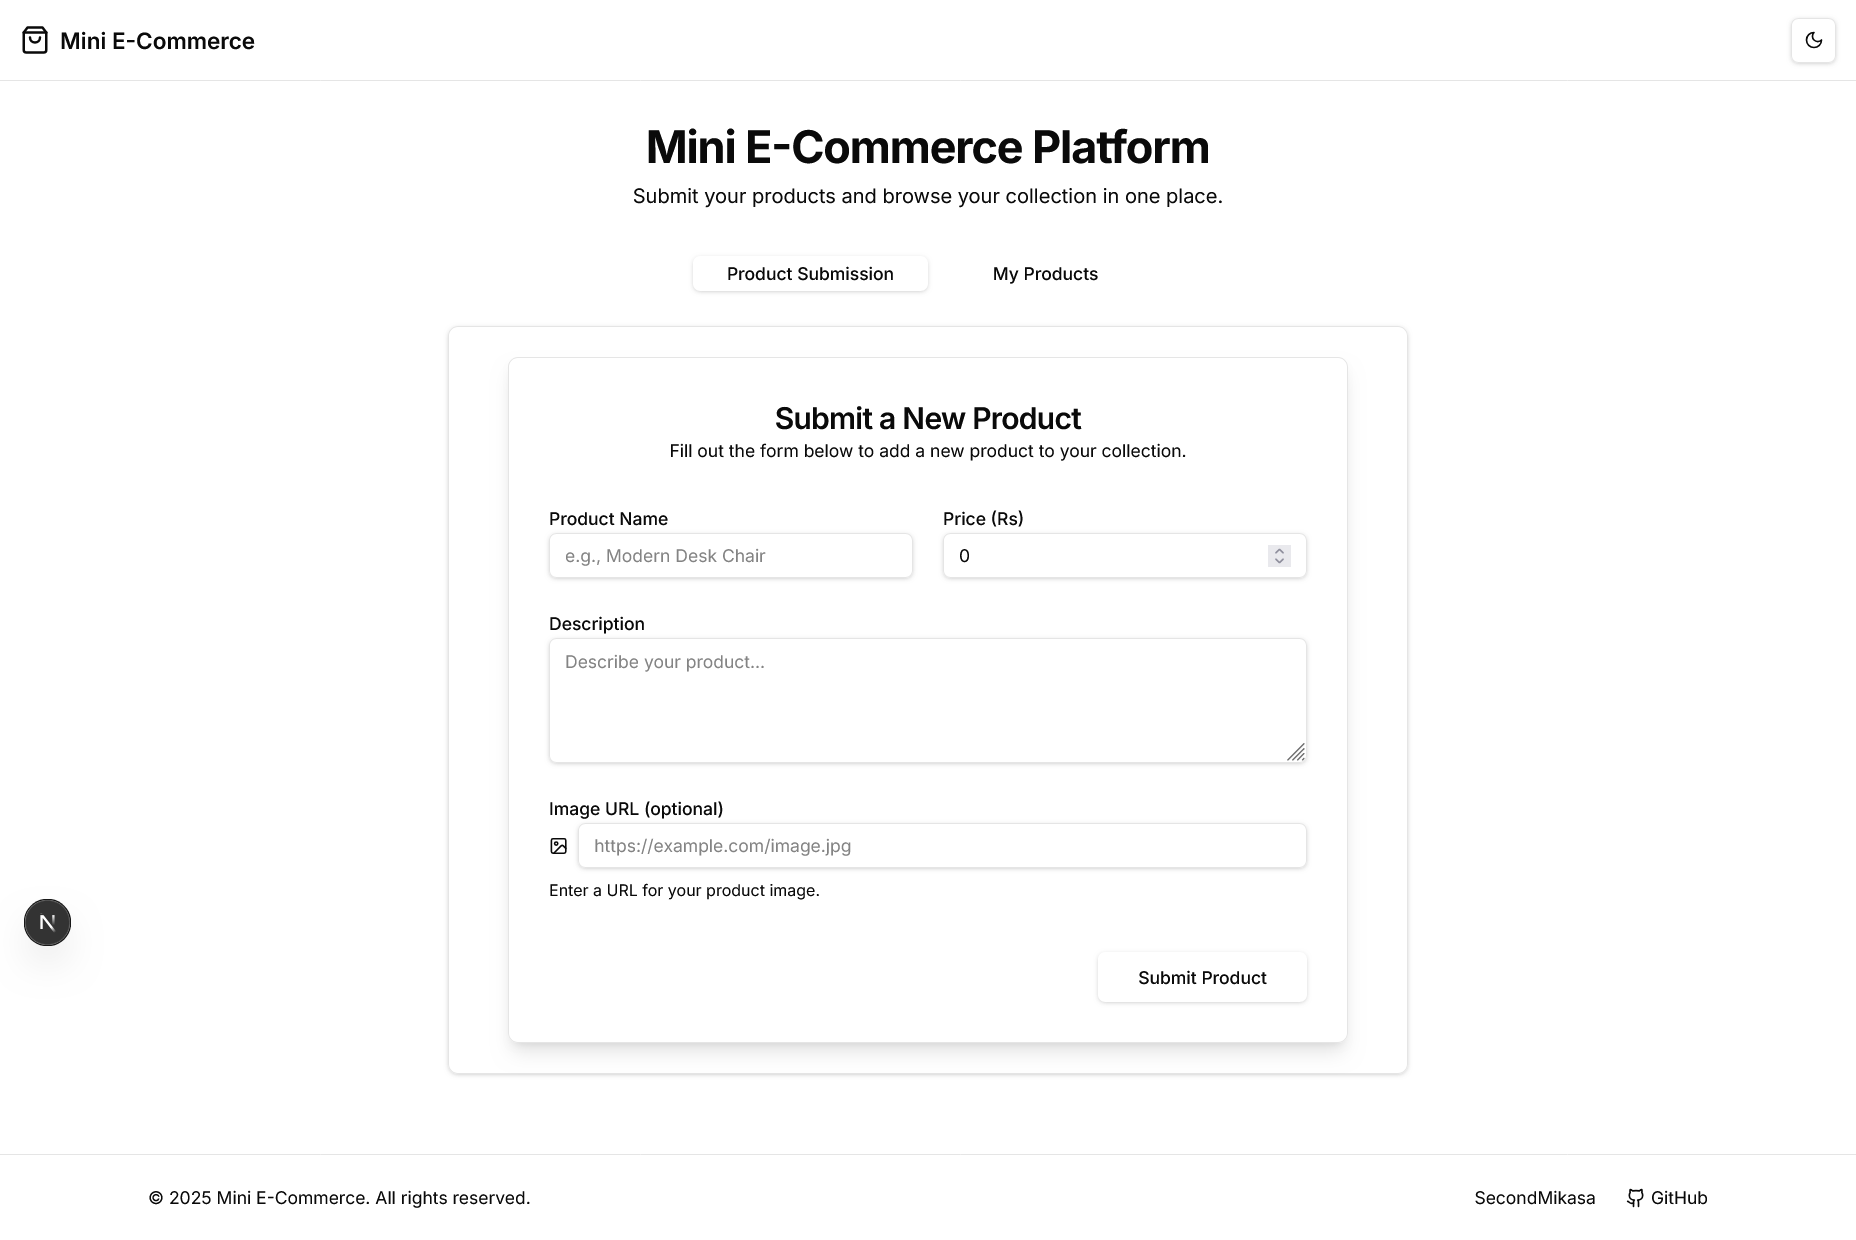 Mini E-Commerce
Mini E-Commerce Platform
Submit your products and browse your collection in one place.
Product Submission
My Products
Submit a New Product
Fill out the form below to add a new product to your collection.
Product Name
Price (Rs)
e.g., Modern Desk Chair
0
Description
Describe your product...
Image URL (optional)
https://example.com/image.jpg
Enter a URL for your product image.
N
Submit Product
© 2025 Mini E-Commerce. All rights reserved.
SecondMikasa
GitHub